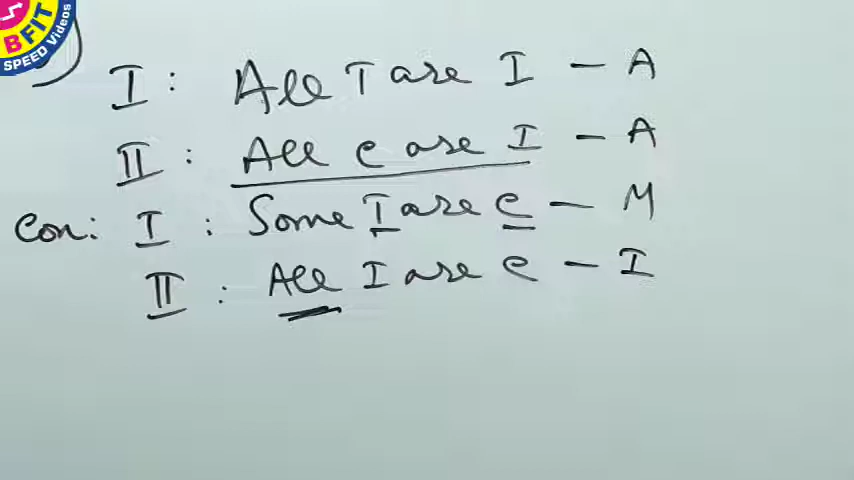 BFIT
SPEED Videos
I : All T are I - A
II : All e are I - A
Con: I : Some I are e - M
II : All I are e - I